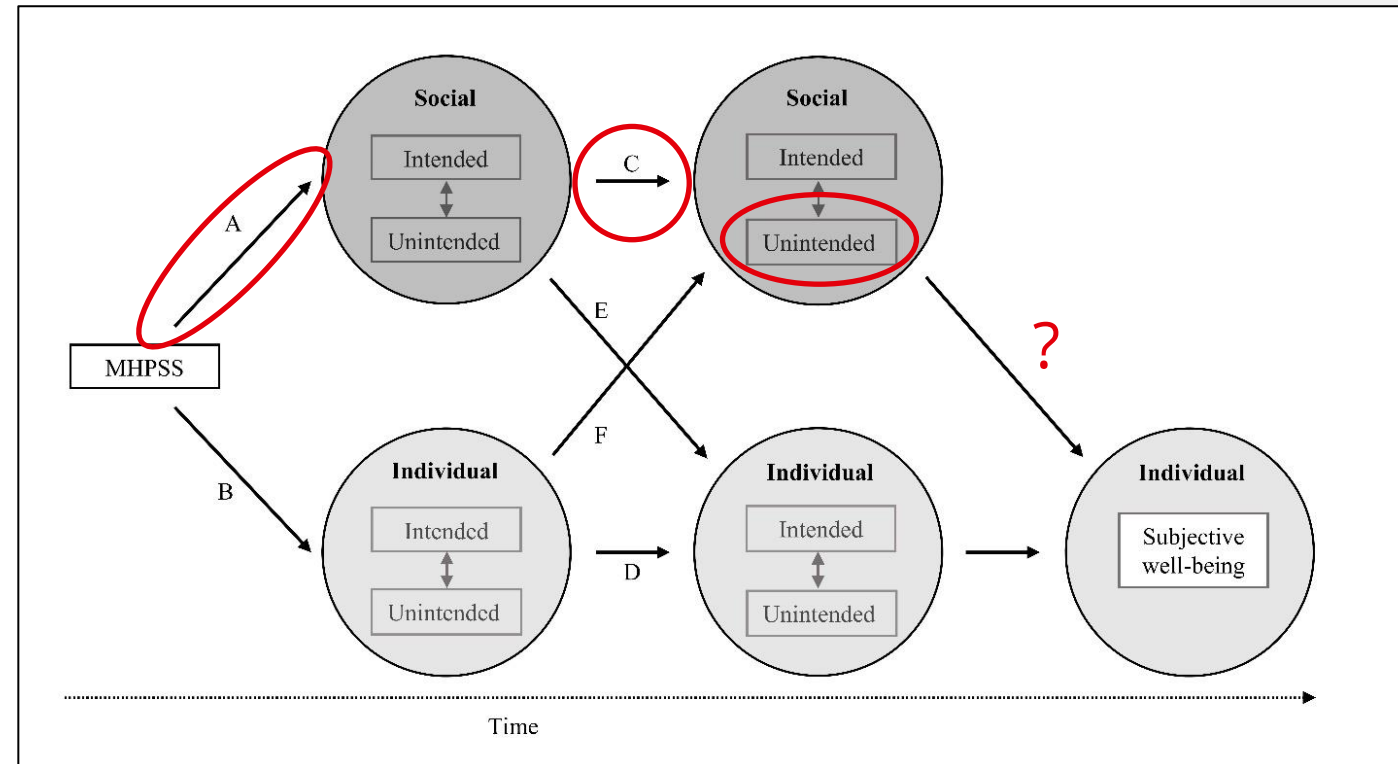 Social
Intended
Unintended
C
Social
Intended
Unintended
A
E
?
MHPSS
F
B
Individual
Intended
Unintended
D
Individual
Intended
Unintended
Individual
Subjective
well-being
Time